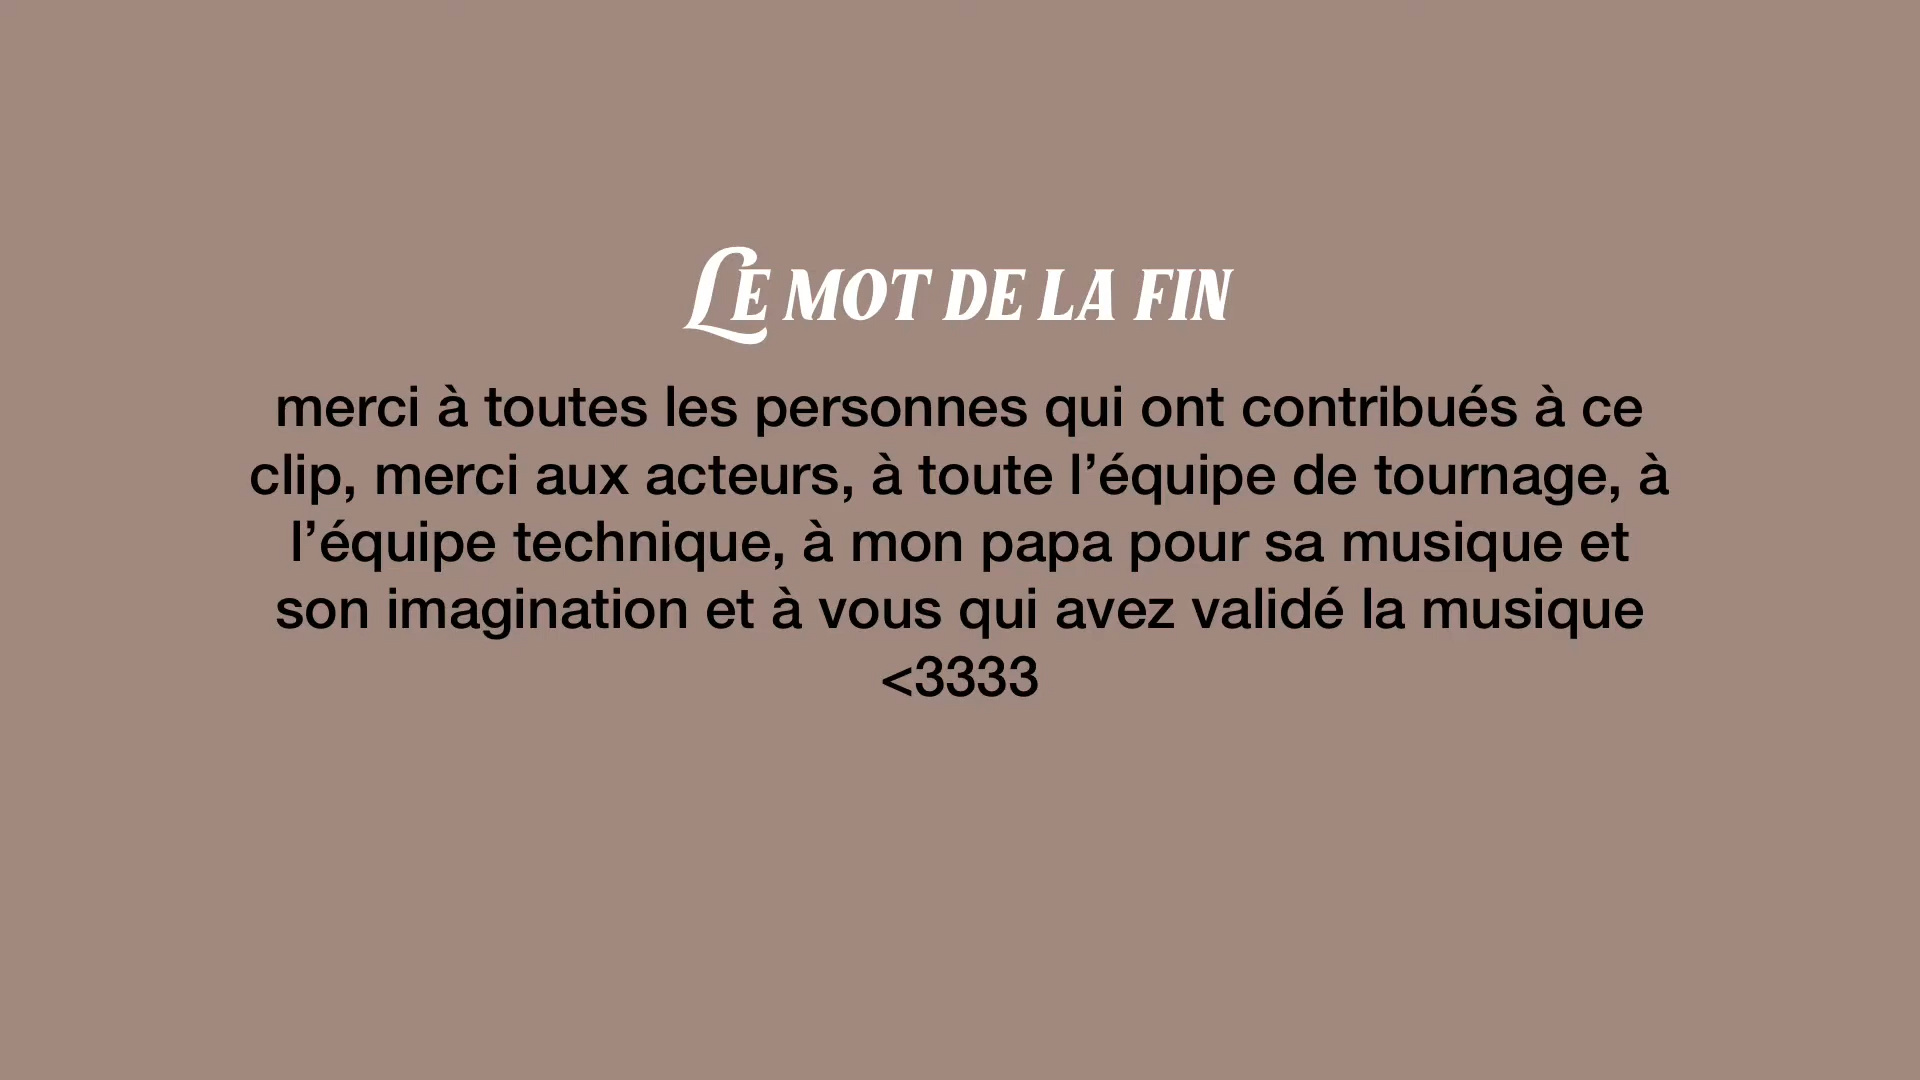 Le mot de la fin
merci à toutes les personnes qui ont contribués à ce
clip, merci aux acteurs, à toute l’équipe de tournage, à
l’équipe technique, à mon papa pour sa musique et
son imagination et à vous qui avez validé la musique
<3333